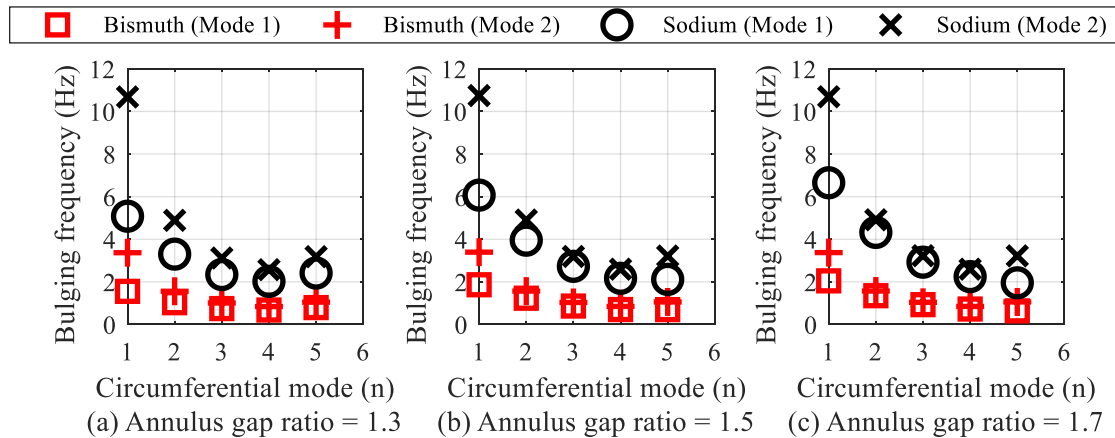 Bismuth (Mode 1) Bismuth (Mode 2) Sodium (Mode 1) Sodium (Mode 2)
Bulging frequency (Hz)
12
10
8
6
4
2
0
1 2 3 4 5 6
Circumferential mode (n)
(a) Annulus gap ratio = 1.3
Bulging frequency (Hz)
12
10
8
6
4
2
0
1 2 3 4 5 6
Circumferential mode (n)
(b) Annulus gap ratio = 1.5
Bulging frequency (Hz)
12
10
8
6
4
2
0
1 2 3 4 5 6
Circumferential mode (n)
(c) Annulus gap ratio = 1.7